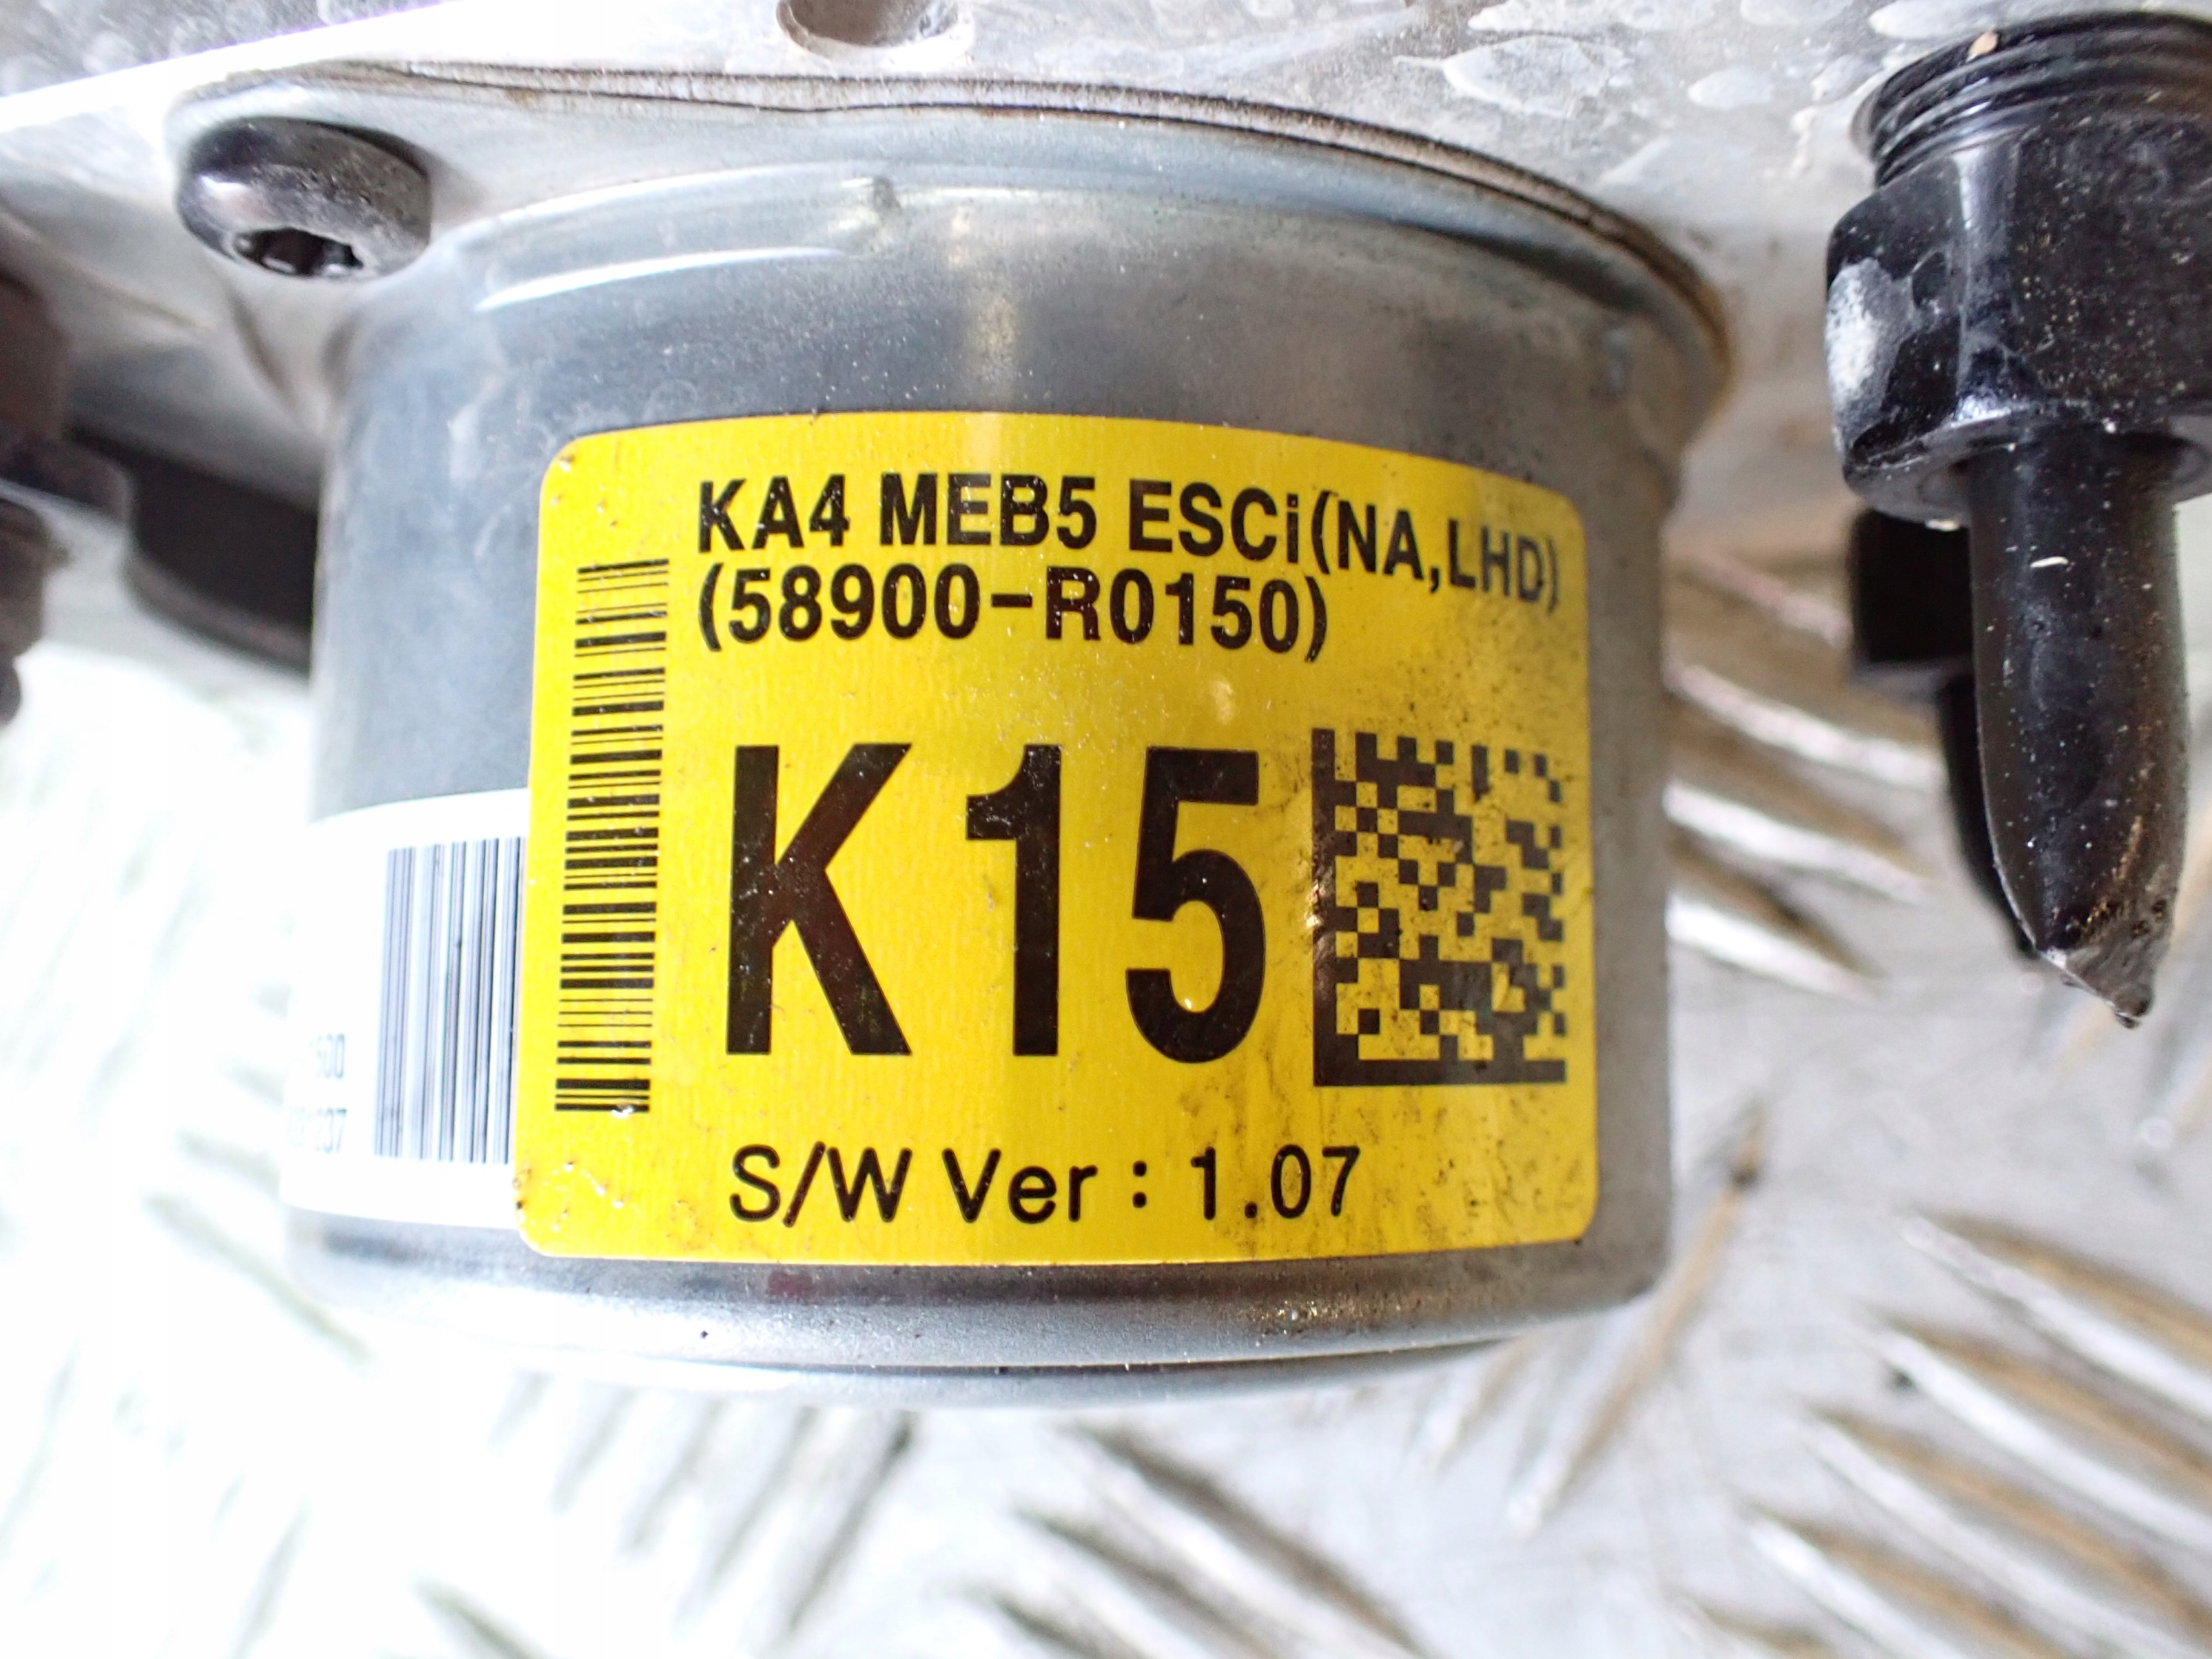 KA4 MEB5 ESCi(NA,LHD)
(58900-R0150)
K15
S/W Ver : 1.07